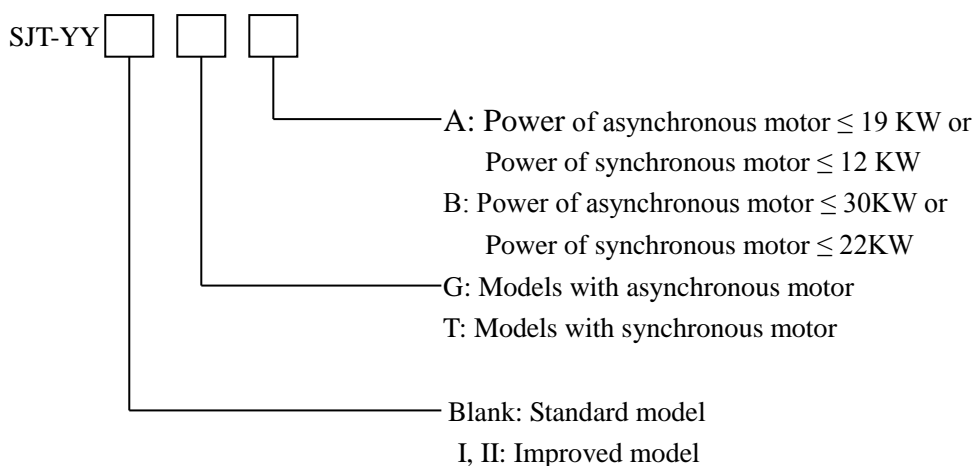 SJT-YY
A: Power of asynchronous motor ≤ 19 KW or
Power of synchronous motor ≤ 12 KW
B: Power of asynchronous motor ≤ 30KW or
Power of synchronous motor ≤ 22KW
G: Models with asynchronous motor
T: Models with synchronous motor
Blank: Standard model
I, II: Improved model